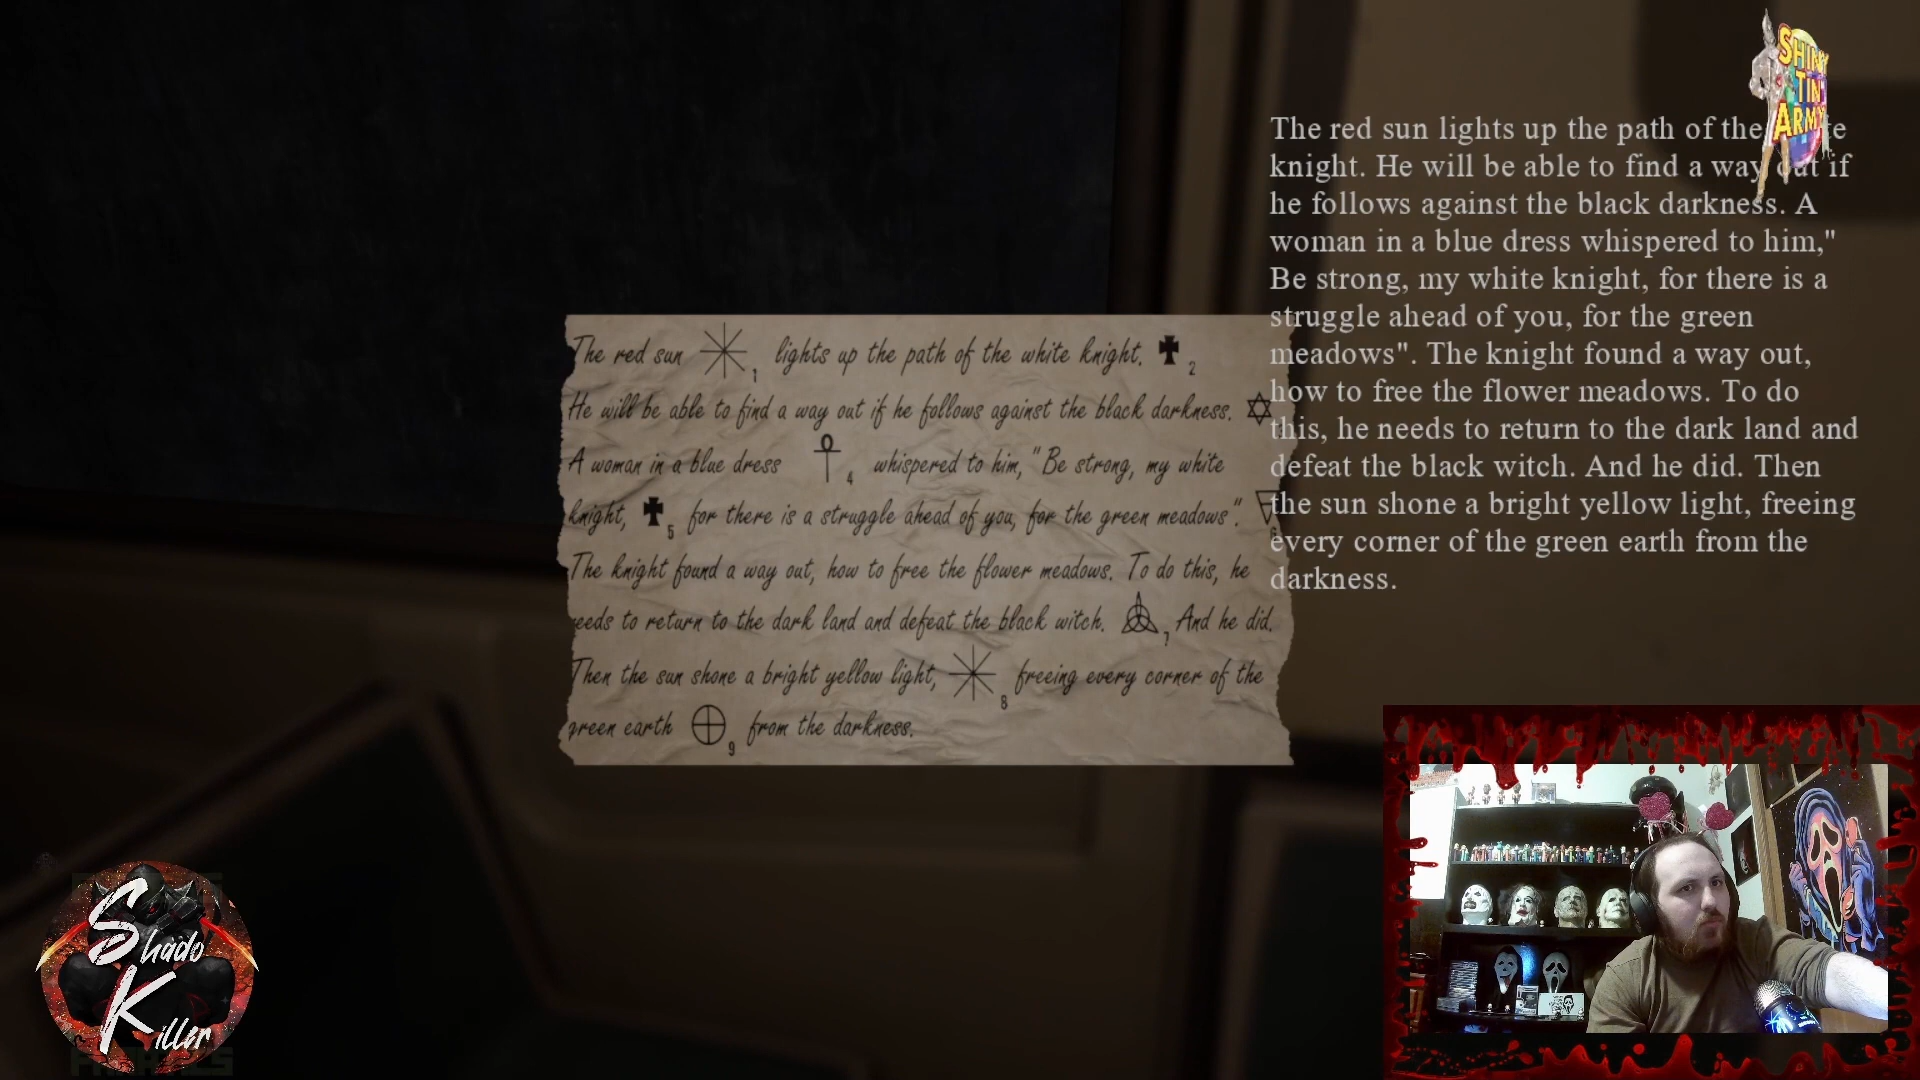 The red sun 1 lights up the path of the white knight. 2
He will be able to find a way out if he follows against the black darkness.
A woman in a blue dress 4 whispered to him, "Be strong, my white
knight, 5 for there is a struggle ahead of you, for the green meadows". 6
The knight found a way out, how to free the flower meadows. To do this, he
needs to return to the dark land and defeat the black witch. 7 And he did.
Then the sun shone a bright yellow light, 8 freeing every corner of the
green earth 9 from the darkness.
The red sun lights up the path of the
knight. He will be able to find a way out if
he follows against the black darkness. A
woman in a blue dress whispered to him,"
Be strong, my white knight, for there is a
struggle ahead of you, for the green
meadows". The knight found a way out,
how to free the flower meadows. To do
this, he needs to return to the dark land and
defeat the black witch. And he did. Then
the sun shone a bright yellow light, freeing
every corner of the green earth from the
darkness.
SHINY
TIN
ARMY
Shado
Killer